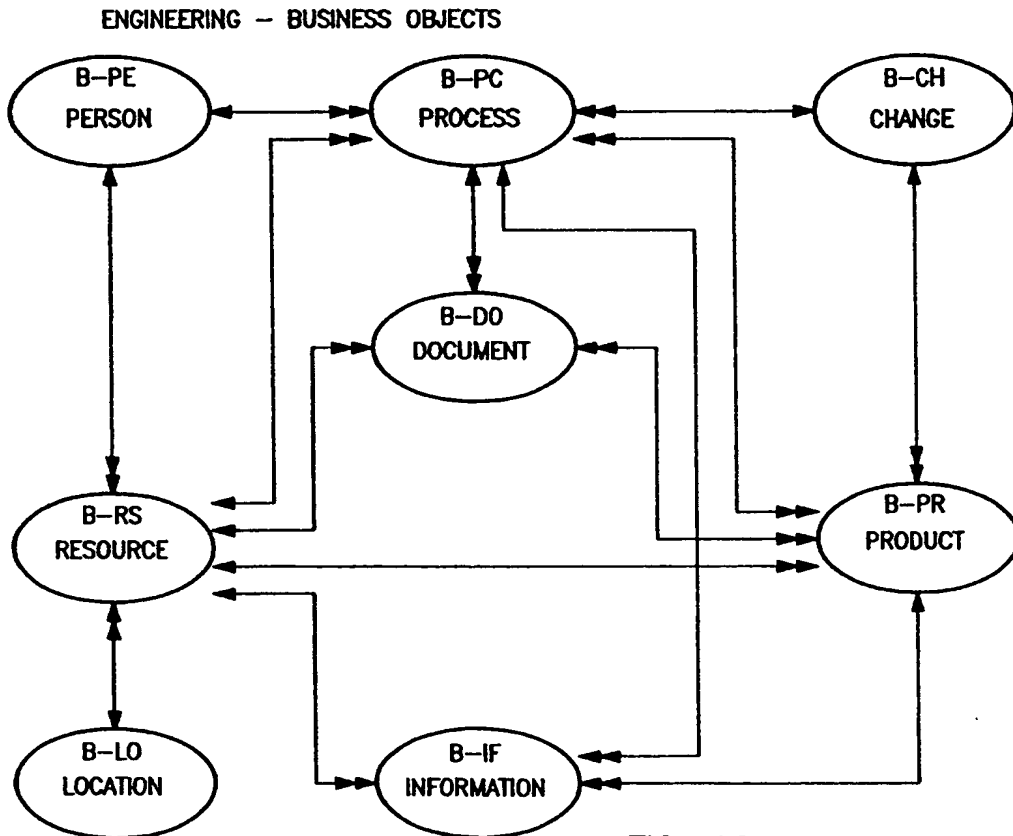 ENGINEERING – BUSINESS OBJECTS
B–PE
PERSON
B–PC
PROCESS
B–CH
CHANGE
B–DO
DOCUMENT
B–RS
RESOURCE
B–PR
PRODUCT
B–LO
LOCATION
B–IF
INFORMATION